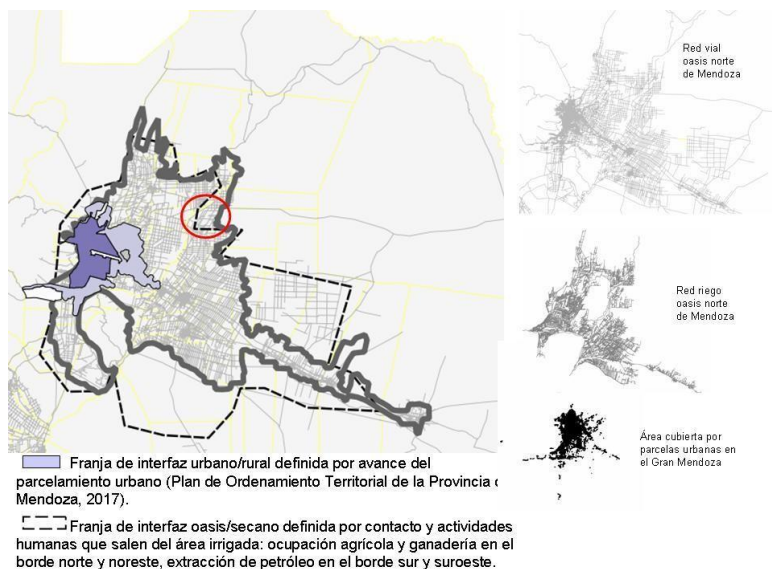 Red vial
oasis norte
de Mendoza
Red riego
oasis norte
de Mendoza
Área cubierta por
parcelas urbanas en
el Gran Mendoza
Franja de interfaz urbano/rural definida por avance del
parcelamiento urbano (Plan de Ordenamiento Territorial de la Provincia
Mendoza, 2017).
Franja de interfaz oasis/secano definida por contacto y actividades
humanas que salen del área irrigada: ocupación agrícola y ganadería en el
borde norte y noreste, extracción de petróleo en el borde sur y suroeste.